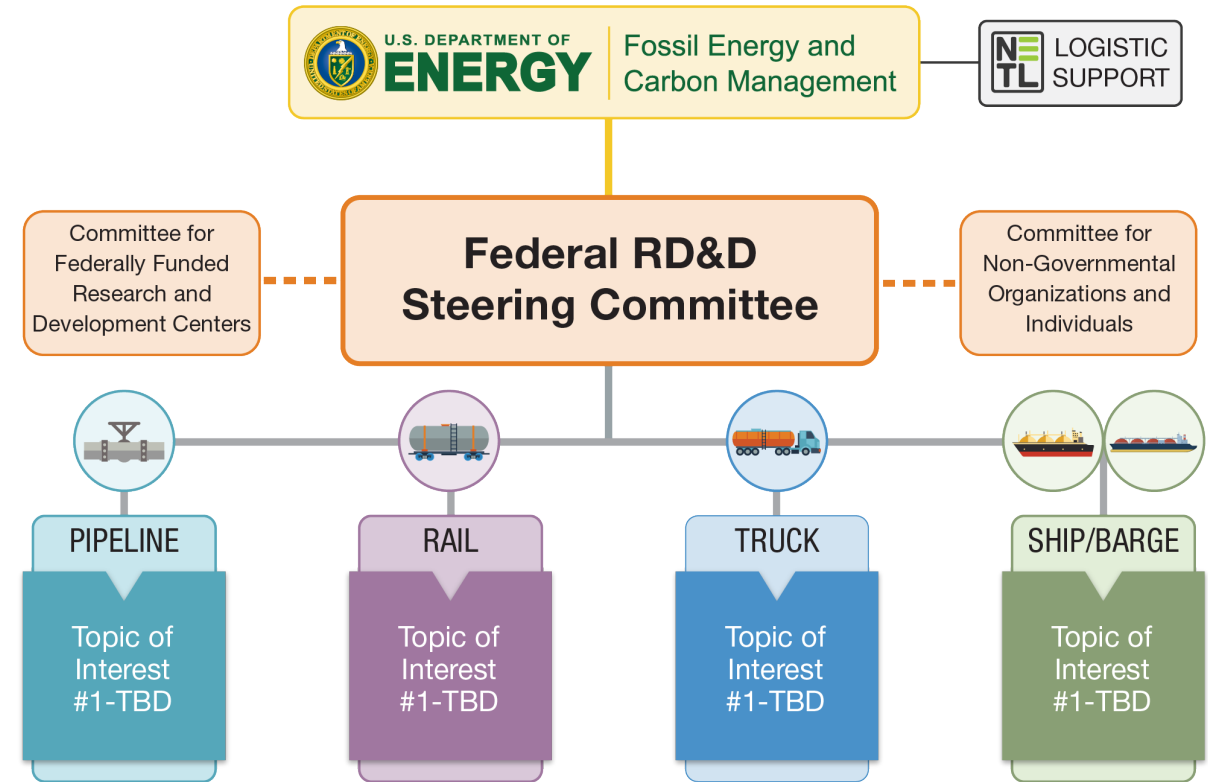 U.S. DEPARTMENT OF
ENERGY
Fossil Energy and
Carbon Management
NETL
LOGISTIC
SUPPORT
Committee for
Federally Funded
Research and
Development Centers
Federal RD&D
Steering Committee
Committee for
Non-Governmental
Organizations and
Individuals
PIPELINE
RAIL
TRUCK
SHIP/BARGE
Topic of
Interest
#1-TBD
Topic of
Interest
#1-TBD
Topic of
Interest
#1-TBD
Topic of
Interest
#1-TBD